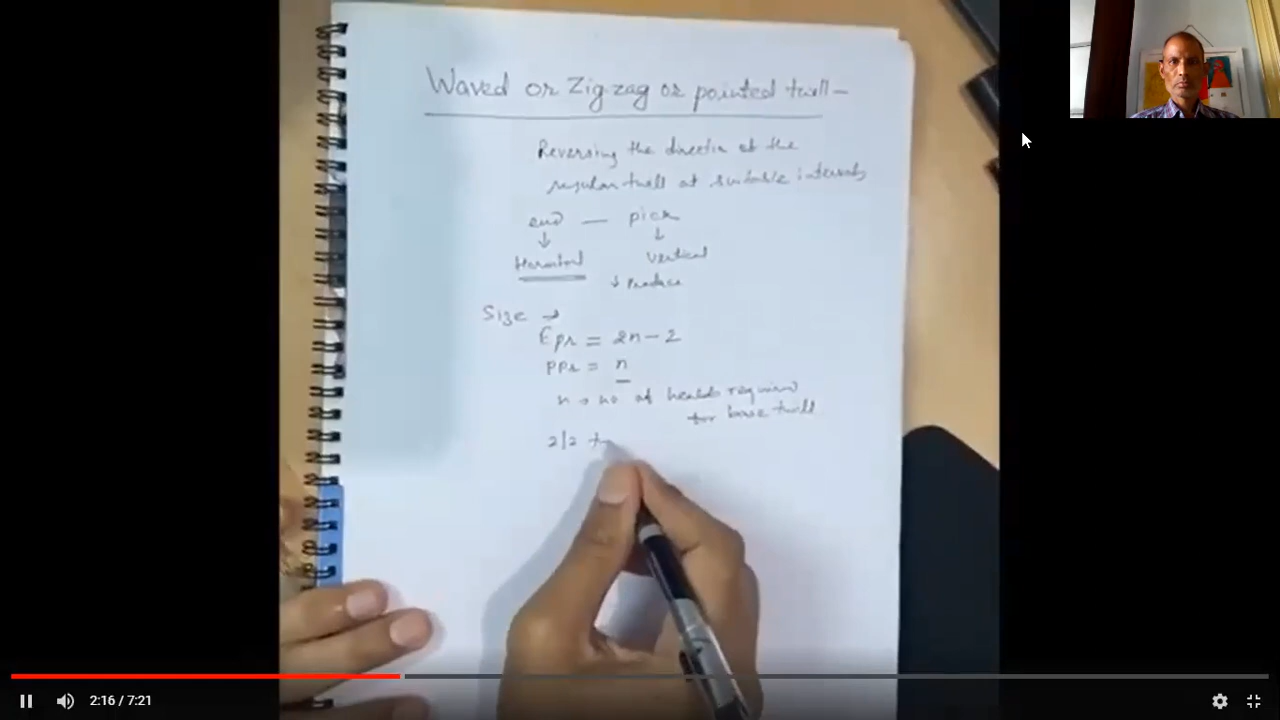 Waved or Zig-zag or pointed twill -
Reversing the direction of the
regular twill at suitable intervals
end — pick
↓ ↓
Horizontal Vertical
↓ Produce
Size →
Epr = 2n - 2
PPr = n
n → no of healds required
for base twill
2/2 t
2:16 / 7:21